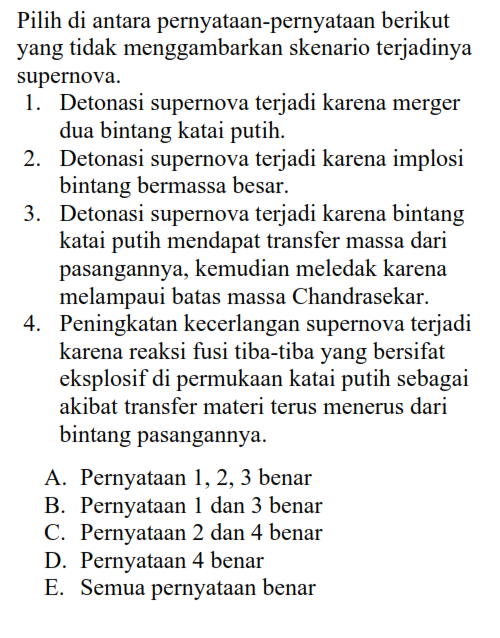 Pilih di antara pernyataan-pernyataan berikut
yang tidak menggambarkan skenario terjadinya
supernova.
1. Detonasi supernova terjadi karena merger
dua bintang katai putih.
2. Detonasi supernova terjadi karena implosi
bintang bermassa besar.
3. Detonasi supernova terjadi karena bintang
katai putih mendapat transfer massa dari
pasangannya, kemudian meledak karena
melampaui batas massa Chandrasekar.
4. Peningkatan kecerlangan supernova terjadi
karena reaksi fusi tiba-tiba yang bersifat
eksplosif di permukaan katai putih sebagai
akibat transfer materi terus menerus dari
bintang pasangannya.
A. Pernyataan 1, 2, 3 benar
B. Pernyataan 1 dan 3 benar
C. Pernyataan 2 dan 4 benar
D. Pernyataan 4 benar
E. Semua pernyataan benar